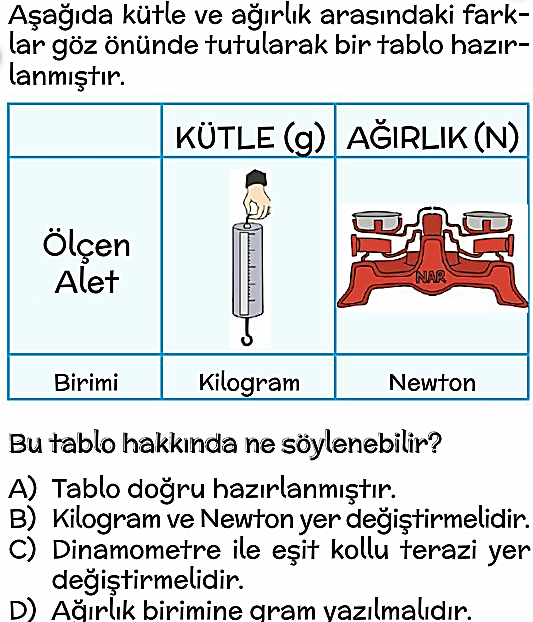 Aşağıda kütle ve ağırlık arasındaki fark-
lar göz önünde tutularak bir tablo hazır-
lanmıştır.
KÜTLE (g) AĞIRLIK (N)
Ölçen
Alet
NAR
Birimi Kilogram Newton
Bu tablo hakkında ne söylenebilir?
A) Tablo doğru hazırlanmıştır.
B) Kilogram ve Newton yer değiştirmelidir.
C) Dinamometre ile eşit kollu terazi yer
değiştirmelidir.
D) Ağırlık birimine gram yazılmalıdır.